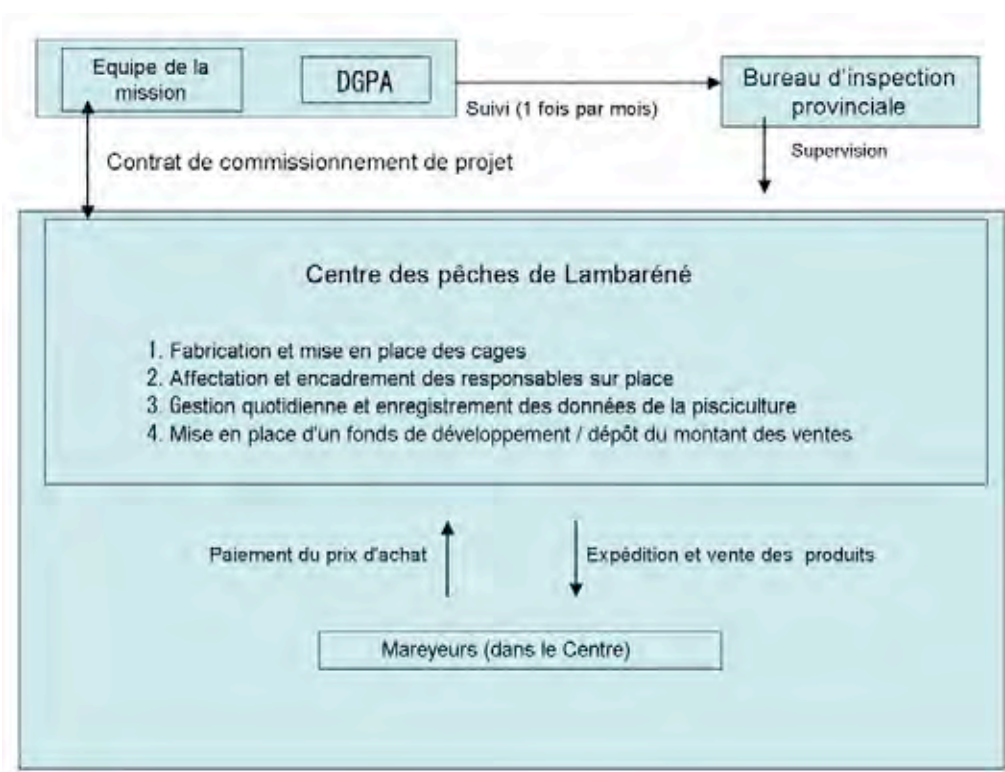 Equipe de la
mission
DGPA
Suivi (1 fois par mois)
Bureau d'inspection
provinciale
Contrat de commissionnement de projet
Supervision
Centre des pêches de Lambaréné
1. Fabrication et mise en place des cages
2. Affectation et encadrement des responsables sur place
3. Gestion quotidienne et enregistrement des données de la pisciculture
4. Mise en place d'un fonds de développement / dépôt du montant des ventes
Paiement du prix d'achat
Expédition et vente des produits
Mareyeurs (dans le Centre)